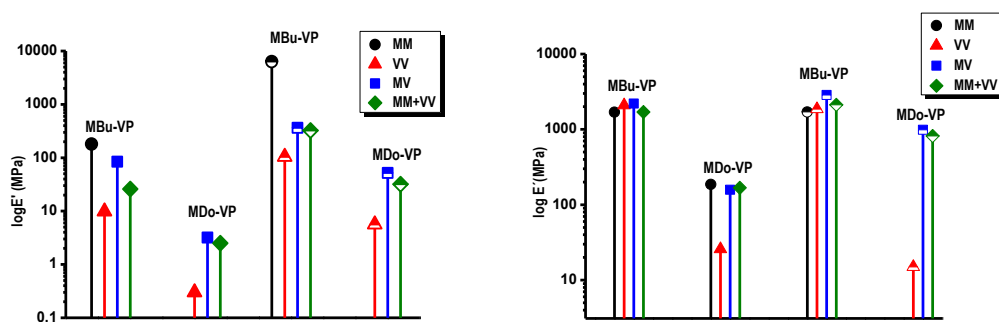 MM
VV
MV
MM+VV
MBu-VP
MBu-VP
MDo-VP
MDo-VP
logE' (MPa)
10000
1000
100
10
1
0.1
MM
VV
MV
MM+VV
MBu-VP
MBu-VP
MDo-VP
MDo-VP
log E' (MPa)
10000
1000
100
10